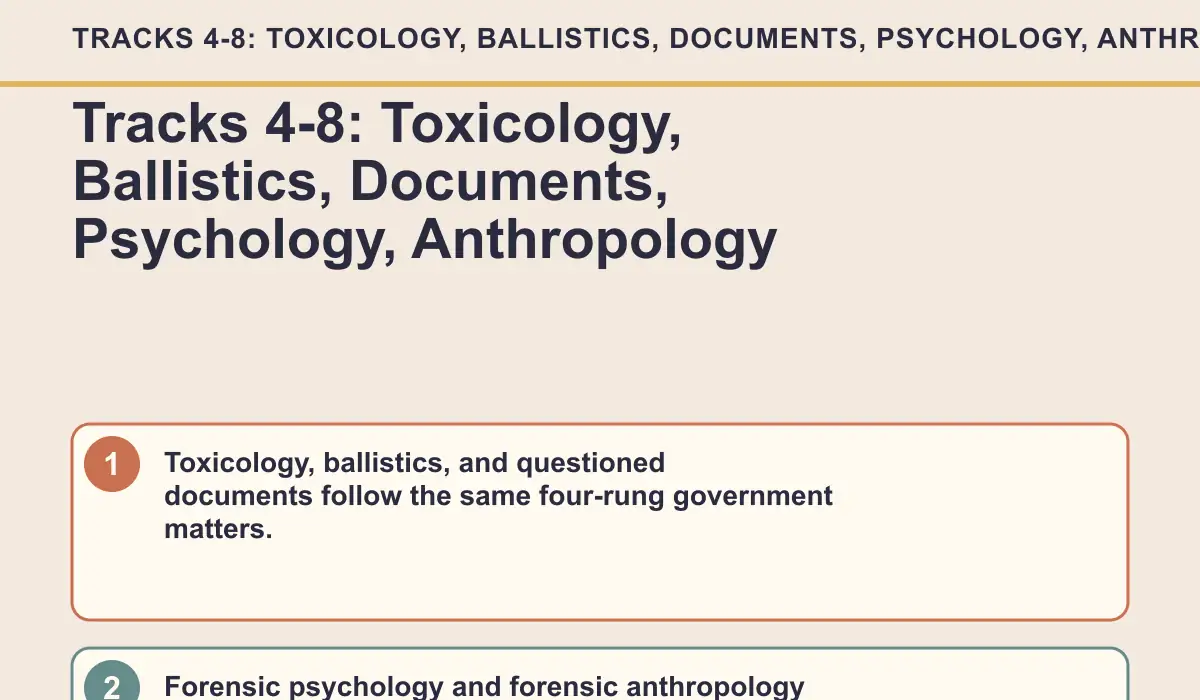 TRACKS 4-8: TOXICOLOGY, BALLISTICS, DOCUMENTS, PSYCHOLOGY, ANTHR
Tracks 4-8: Toxicology,
Ballistics, Documents,
Psychology, Anthropology
1
Toxicology, ballistics, and questioned
documents follow the same four-rung government
matters.
2
Forensic psychology and forensic anthropology